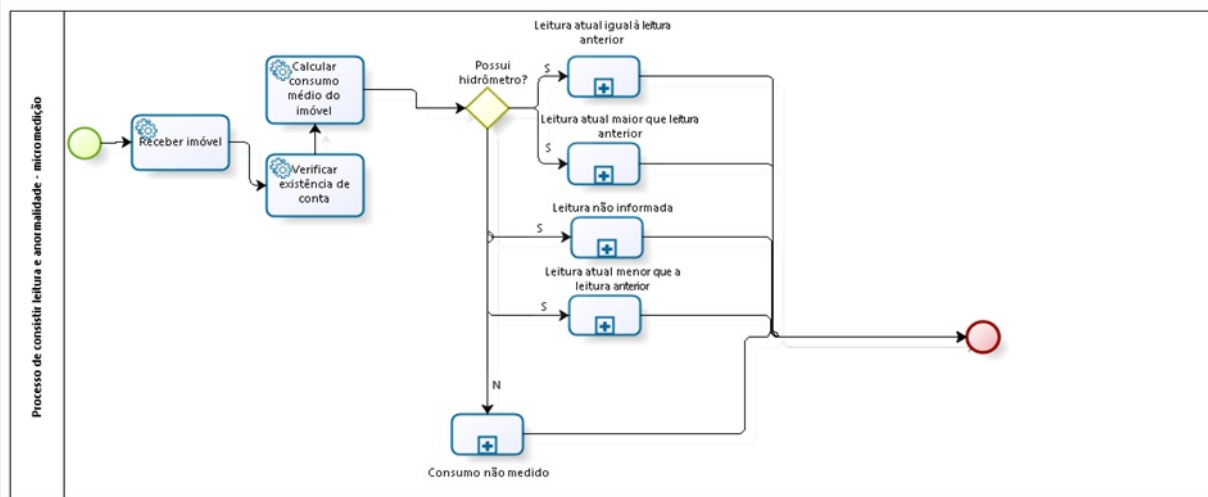 Processo de consistir leitura e anormalidade - micromedição
Receber imóvel
Verificar
existência de
conta
Calcular
consumo
médio do
imóvel
Possui
hidrômetro?
S
Leitura atual igual à leitura
anterior
S
Leitura atual maior que leitura
anterior
S
Leitura não informada
S
Leitura atual menor que a
leitura anterior
N
Consumo não medido